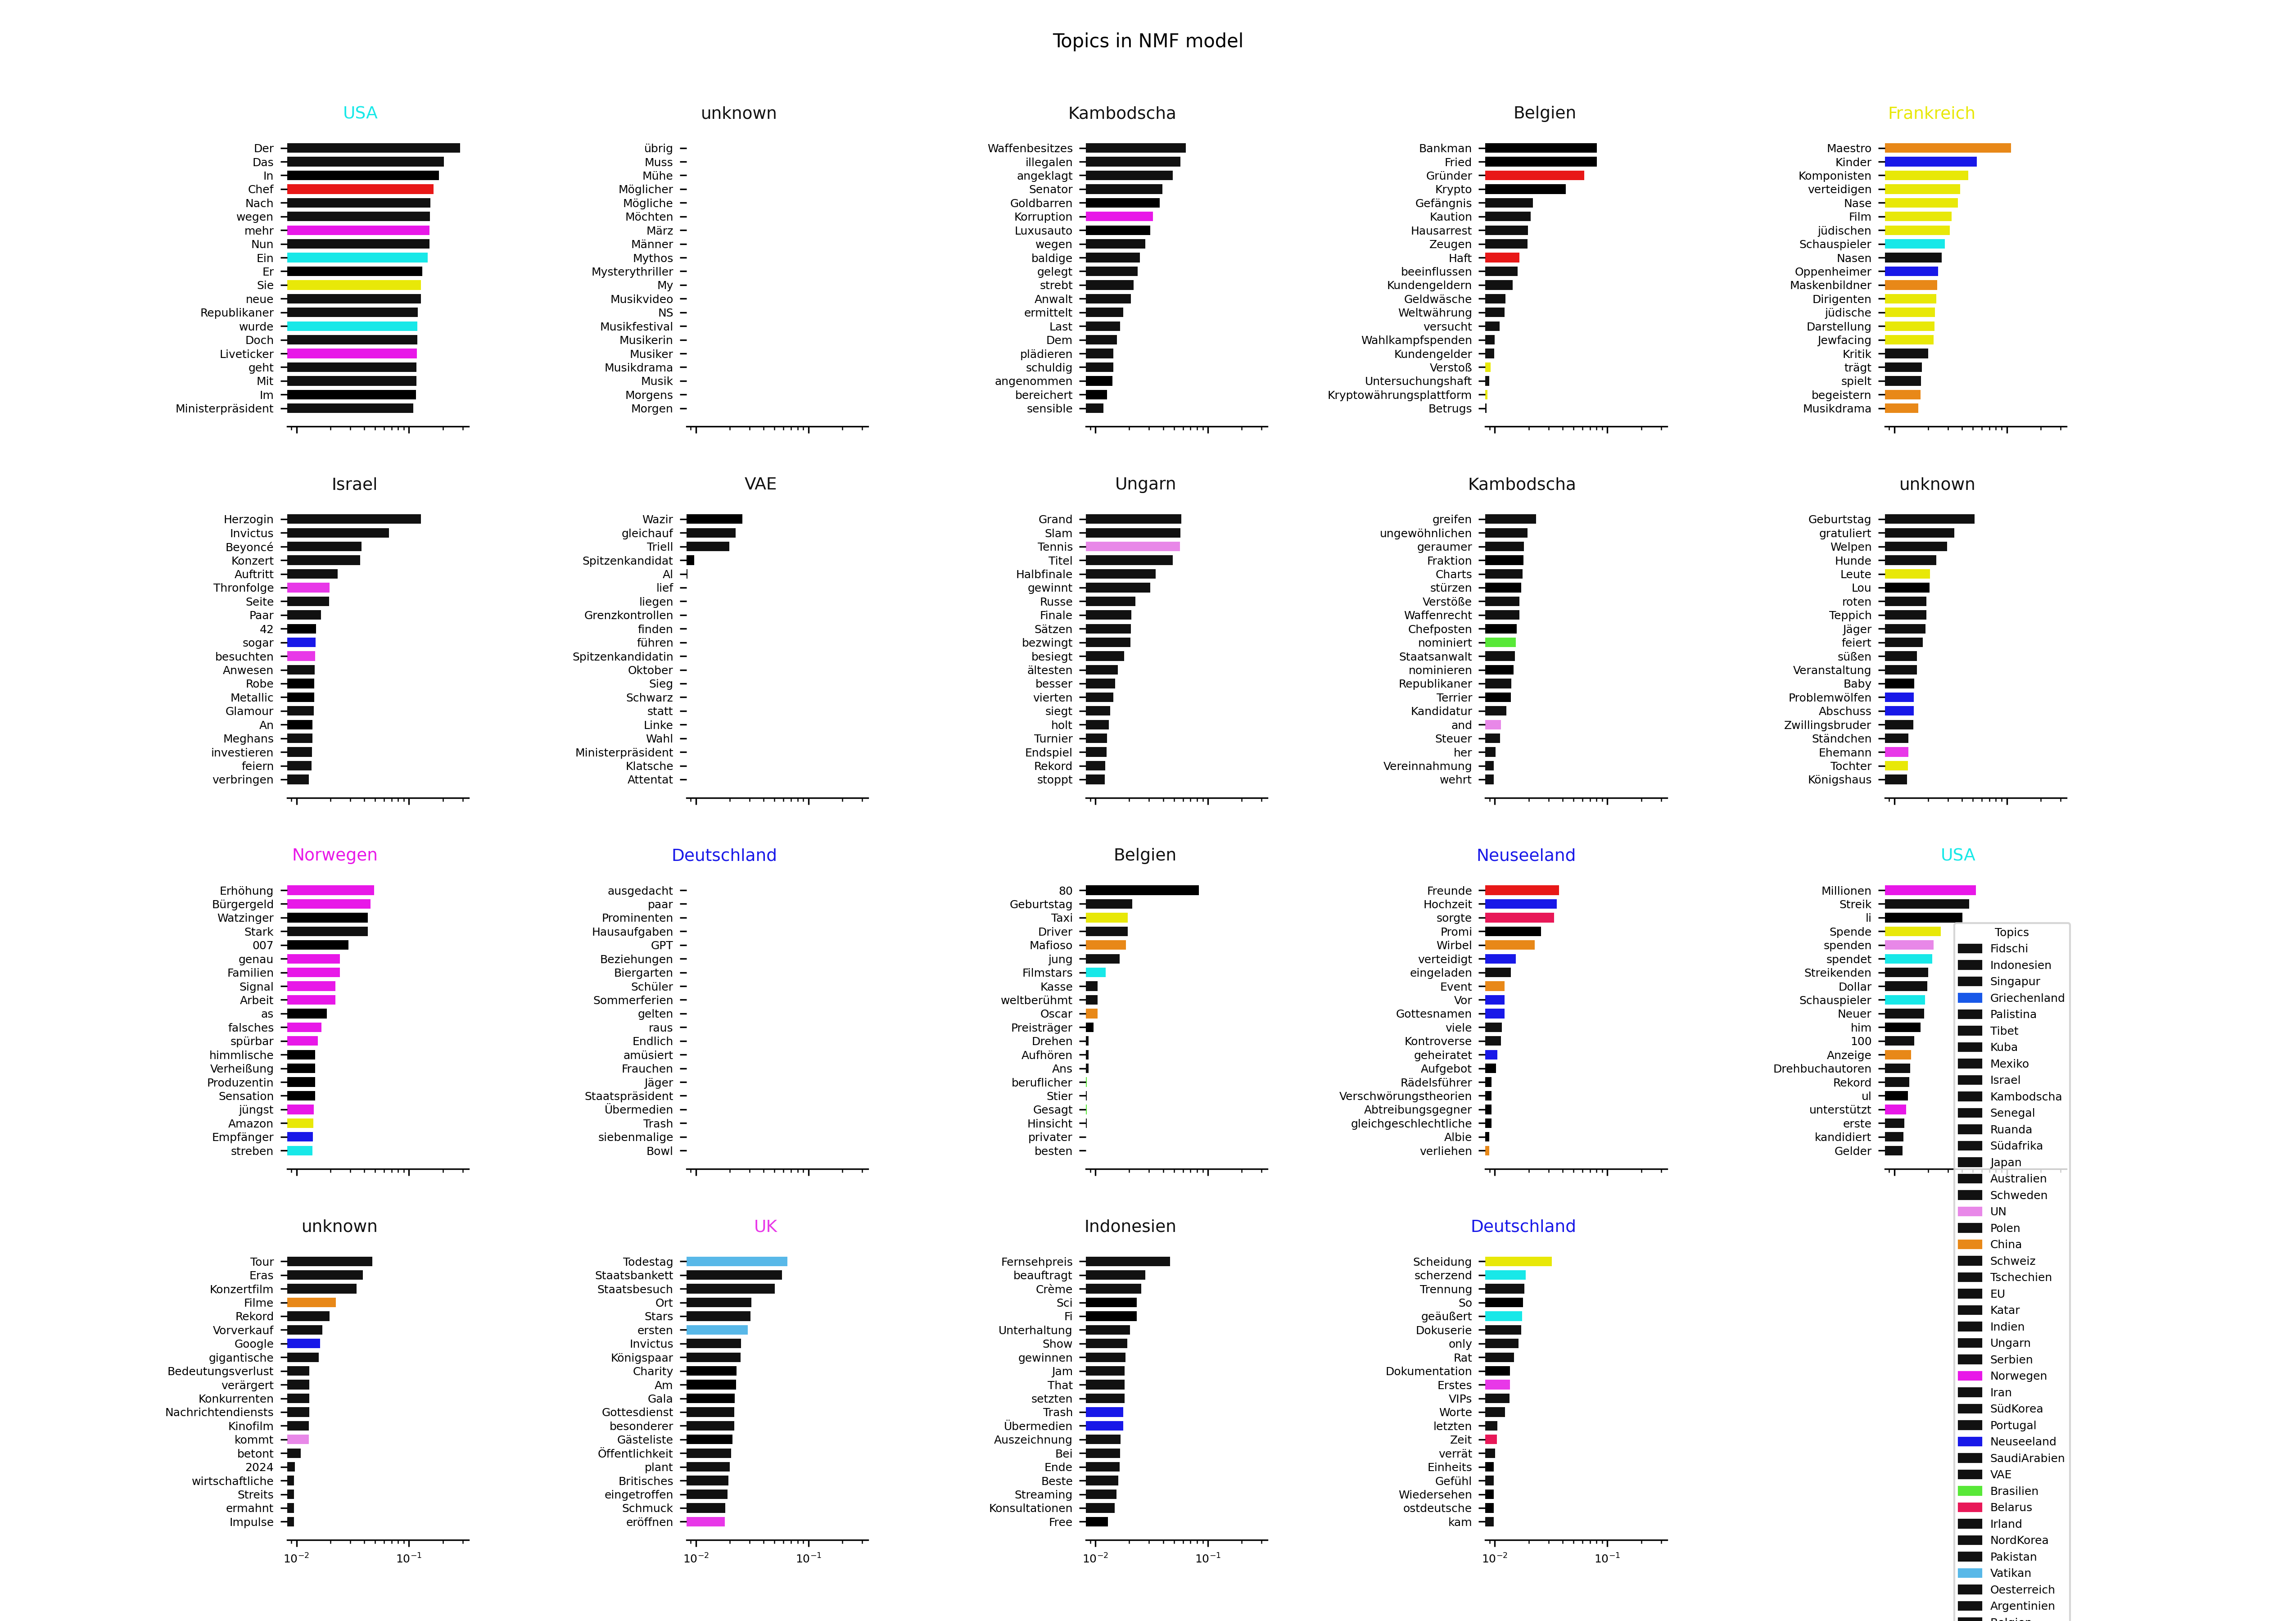 Topics in NMF model
USA
Der
Das
In
Chef
Nach
wegen
mehr
Nun
Ein
Er
Sie
neue
Republikaner
wurde
Doch
Liveticker
geht
Mit
Im
Ministerpräsident
unknown
übrig
Muss
Mühe
Möglicher
Mögliche
Möchten
März
Männer
Mythos
Mysterythriller
My
Musikvideo
NS
Musikfestival
Musikerin
Musiker
Musikdrama
Musik
Morgens
Morgen
Kambodscha
Waffenbesitzes
illegalen
angeklagt
Senator
Goldbarren
Korruption
Luxusauto
wegen
baldige
gelegt
strebt
Anwalt
ermittelt
Last
Dem
plädieren
schuldig
angenommen
bereichert
sensible
Belgien
Bankman
Fried
Gründer
Krypto
Gefängnis
Kaution
Hausarrest
Zeugen
Haft
beeinflussen
Kundengeldern
Geldwäsche
Weltwährung
versucht
Wahlkampfspenden
Kundengelder
Verstoß
Untersuchungshaft
Kryptowährungsplattform
Betrugs
Frankreich
Maestro
Kinder
Komponisten
verteidigen
Nase
Film
jüdischen
Schauspieler
Nasen
Oppenheimer
Maskenbildner
Dirigenten
jüdische
Darstellung
Jewfacing
Kritik
trägt
spielt
begeistern
Musikdrama
Israel
Herzogin
Invictus
Beyoncé
Konzert
Auftritt
Thronfolge
Seite
Paar
42
sogar
besuchten
Anwesen
Robe
Metallic
Glamour
An
Meghans
investieren
feiern
verbringen
VAE
Wazir
gleichauf
Triell
Spitzenkandidat
Al
lief
liegen
Grenzkontrollen
finden
führen
Spitzenkandidatin
Oktober
Sieg
Schwarz
statt
Linke
Wahl
Ministerpräsident
Klatsche
Attentat
Ungarn
Grand
Slam
Tennis
Titel
Halbfinale
gewinnt
Russe
Finale
Sätzen
bezwingt
besiegt
ältesten
besser
vierten
siegt
holt
Turnier
Endspiel
Rekord
stoppt
Kambodscha
greifen
ungewöhnlichen
geraumer
Fraktion
Charts
stürzen
Verstöße
Waffenrecht
Chefposten
nominiert
Staatsanwalt
nominieren
Republikaner
Terrier
Kandidatur
and
Steuer
her
Vereinnahmung
wehrt
unknown
Geburtstag
gratuliert
Welpen
Hunde
Leute
Lou
roten
Teppich
Jäger
feiert
süßen
Veranstaltung
Baby
Problemwölfen
Abschuss
Zwillingsbruder
Ständchen
Ehemann
Tochter
Königshaus
Norwegen
Erhöhung
Bürgergeld
Watzinger
Stark
007
genau
Familien
Signal
Arbeit
as
falsches
spürbar
himmlische
Verheißung
Produzentin
Sensation
jüngst
Amazon
Empfänger
streben
Deutschland
ausgedacht
paar
Prominenten
Hausaufgaben
GPT
Beziehungen
Biergarten
Schüler
Sommerferien
gelten
raus
Endlich
amüsiert
Frauchen
Jäger
Staatspräsident
Übermedien
Trash
siebenmalige
Bowl
Belgien
80
Geburtstag
Taxi
Driver
Mafioso
jung
Filmstars
Kasse
weltberühmt
Oscar
Preisträger
Drehen
Aufhören
Ans
beruflicher
Stier
Gesagt
Hinsicht
privater
besten
Neuseeland
Freunde
Hochzeit
sorgte
Promi
Wirbel
verteidigt
eingeladen
Event
Vor
Gottesnamen
viele
Kontroverse
geheiratet
Aufgebot
Rädelsführer
Verschwörungstheorien
Abtreibungsgegner
gleichgeschlechtliche
Albie
verliehen
USA
Millionen
Streik
li
Spende
spenden
spendet
Streikenden
Dollar
Schauspieler
Neuer
him
100
Anzeige
Drehbuchautoren
Rekord
ul
unterstützt
erste
kandidiert
Gelder
unknown
Tour
Eras
Konzertfilm
Filme
Rekord
Vorverkauf
Google
gigantische
Bedeutungsverlust
verärgert
Konkurrenten
Nachrichtendiensts
Kinofilm
kommt
betont
2024
wirtschaftliche
Streits
ermahnt
Impulse
10⁻² 10⁻¹
UK
Todestag
Staatsbankett
Staatsbesuch
Ort
Stars
ersten
Invictus
Königspaar
Charity
Am
Gala
Gottesdienst
besonderer
Gästeliste
Öffentlichkeit
plant
Britisches
eingetroffen
Schmuck
eröffnen
10⁻² 10⁻¹
Indonesien
Fernsehpreis
beauftragt
Crème
Sci
Fi
Unterhaltung
Show
gewinnen
Jam
That
setzten
Trash
Übermedien
Auszeichnung
Bei
Ende
Beste
Streaming
Konsultationen
Free
10⁻² 10⁻¹
Deutschland
Scheidung
scherzend
Trennung
So
geäußert
Dokuserie
only
Rat
Dokumentation
Erstes
VIPs
Worte
letzten
Zeit
verrät
Einheits
Gefühl
Wiedersehen
ostdeutsche
kam
10⁻² 10⁻¹
Topics
Fidschi
Indonesien
Singapur
Griechenland
Palistina
Tibet
Kuba
Mexiko
Israel
Kambodscha
Senegal
Ruanda
Südafrika
Japan
Australien
Schweden
UN
Polen
China
Schweiz
Tschechien
EU
Katar
Indien
Ungarn
Serbien
Norwegen
Iran
SüdKorea
Portugal
Neuseeland
SaudiArabien
VAE
Brasilien
Belarus
Irland
NordKorea
Pakistan
Vatikan
Oesterreich
Argentinien